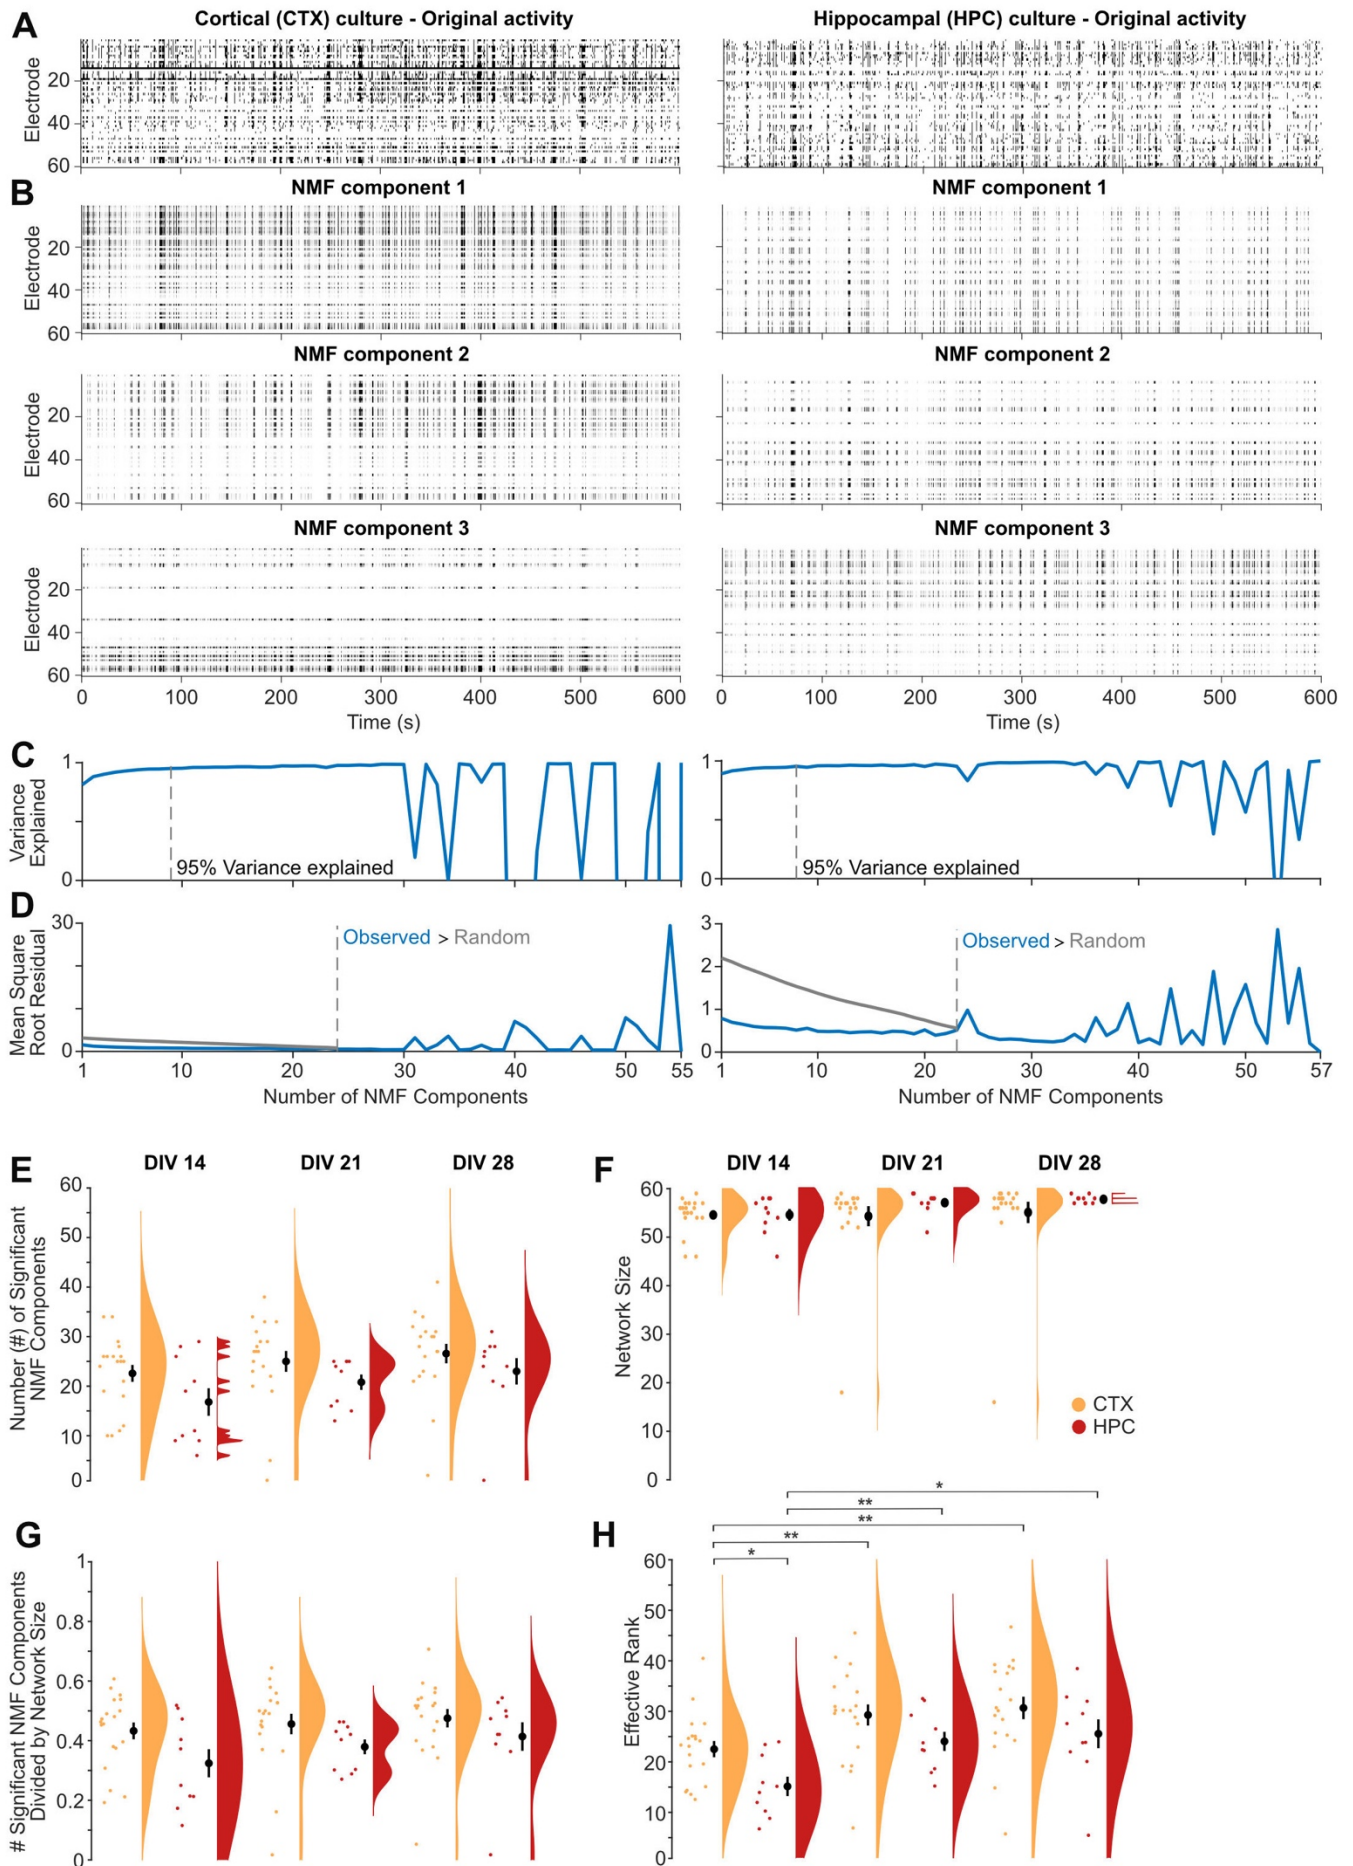 A
Cortical (CTX) culture - Original activity
Hippocampal (HPC) culture - Original activity
Electrode
20
40
60
B
NMF component 1
NMF component 1
Electrode
20
40
60
NMF component 2
NMF component 2
Electrode
20
40
60
NMF component 3
NMF component 3
Electrode
20
40
60
0 100 200 300 400 500 600
0 100 200 300 400 500 600
Time (s)
Time (s)
C
Variance
Explained
1
0
95% Variance explained
1
0
95% Variance explained
D
Mean Square
Root Residual
30
0
Observed > Random
3
2
1
0
Observed > Random
1 10 20 30 40 50 55
1 10 20 30 40 50 57
Number of NMF Components
Number of NMF Components
E
DIV 14 DIV 21 DIV 28
Number (#) of Significant
NMF Components
60
50
40
30
20
10
0
F
DIV 14 DIV 21 DIV 28
Network Size
60
50
40
30
20
10
0
CTX
HPC
G
# Significant NMF Components
Divided by Network Size
1
0.8
0.6
0.4
0.2
0
H
*
**
**
**
*
Effective Rank
60
50
40
30
20
10
0